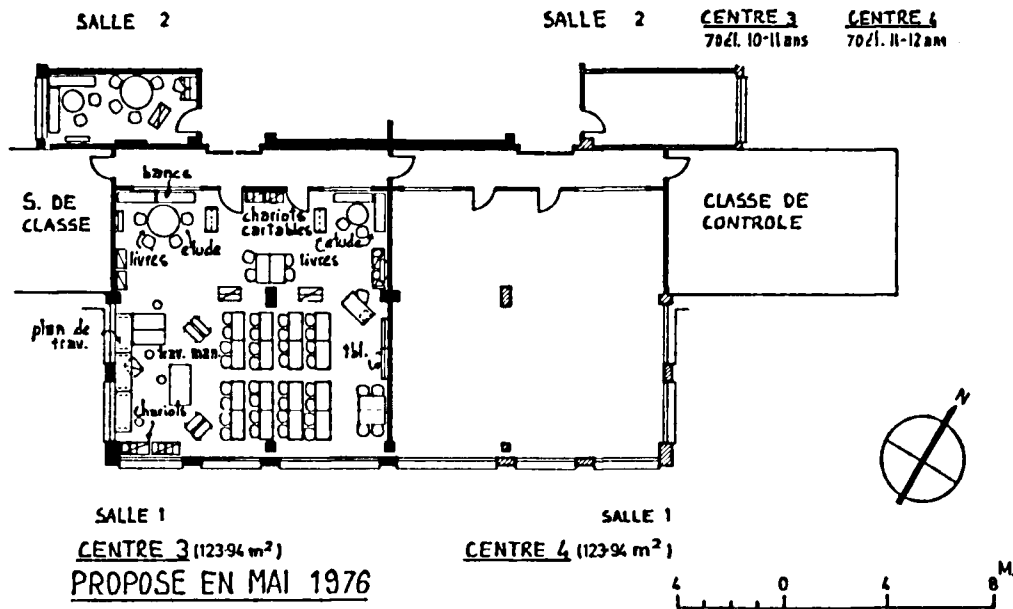 SALLE 2
SALLE 2
CENTRE 3
70 él. 10-11 ans
CENTRE 4
70 él. 11-12 ans
S. DE
CLASSE
bancs
étude
livres
chariots
cartables
livres
étude
CLASSE DE
CONTROLE
plan de
trav.
trav. man.
tbl.
chariots
N
SALLE 1
CENTRE 3 (123.94 m²)
SALLE 1
CENTRE 4 (123.94 m²)
PROPOSE EN MAI 1976
4 0 4 8 M.